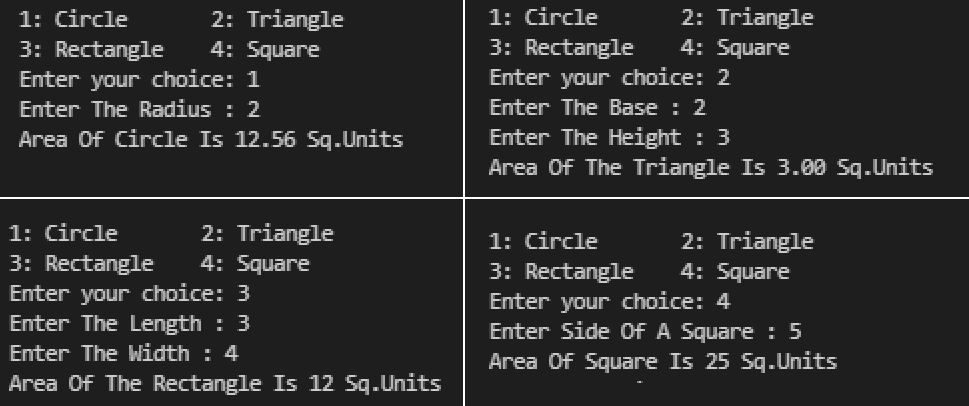 1: Circle       2: Triangle
3: Rectangle    4: Square
Enter your choice: 1
Enter The Radius : 2
Area Of Circle Is 12.56 Sq.Units
1: Circle       2: Triangle
3: Rectangle    4: Square
Enter your choice: 2
Enter The Base : 2
Enter The Height : 3
Area Of The Triangle Is 3.00 Sq.Units
1: Circle       2: Triangle
3: Rectangle    4: Square
Enter your choice: 3
Enter The Length : 3
Enter The Width : 4
Area Of The Rectangle Is 12 Sq.Units
1: Circle       2: Triangle
3: Rectangle    4: Square
Enter your choice: 4
Enter Side Of A Square : 5
Area Of Square Is 25 Sq.Units